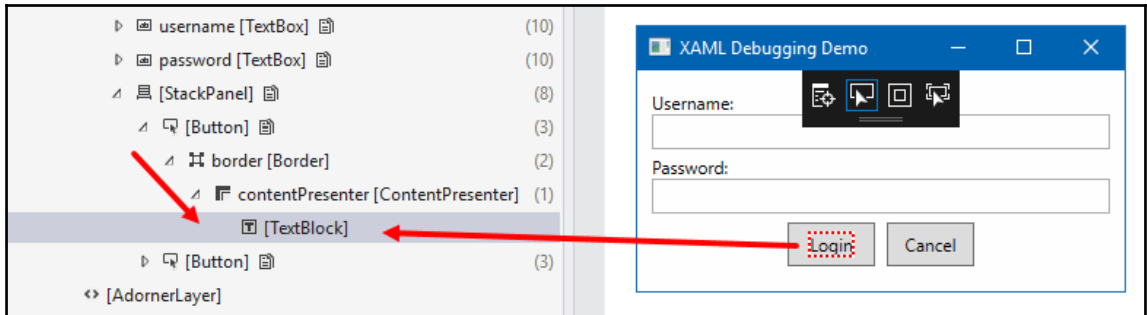 username [TextBox] (10)
password [TextBox] (10)
[StackPanel] (8)
[Button] (3)
border [Border] (2)
contentPresenter [ContentPresenter] (1)
[TextBlock]
[Button] (3)
<> [AdornerLayer]
XAML Debugging Demo
Username:
Password:
Login Cancel